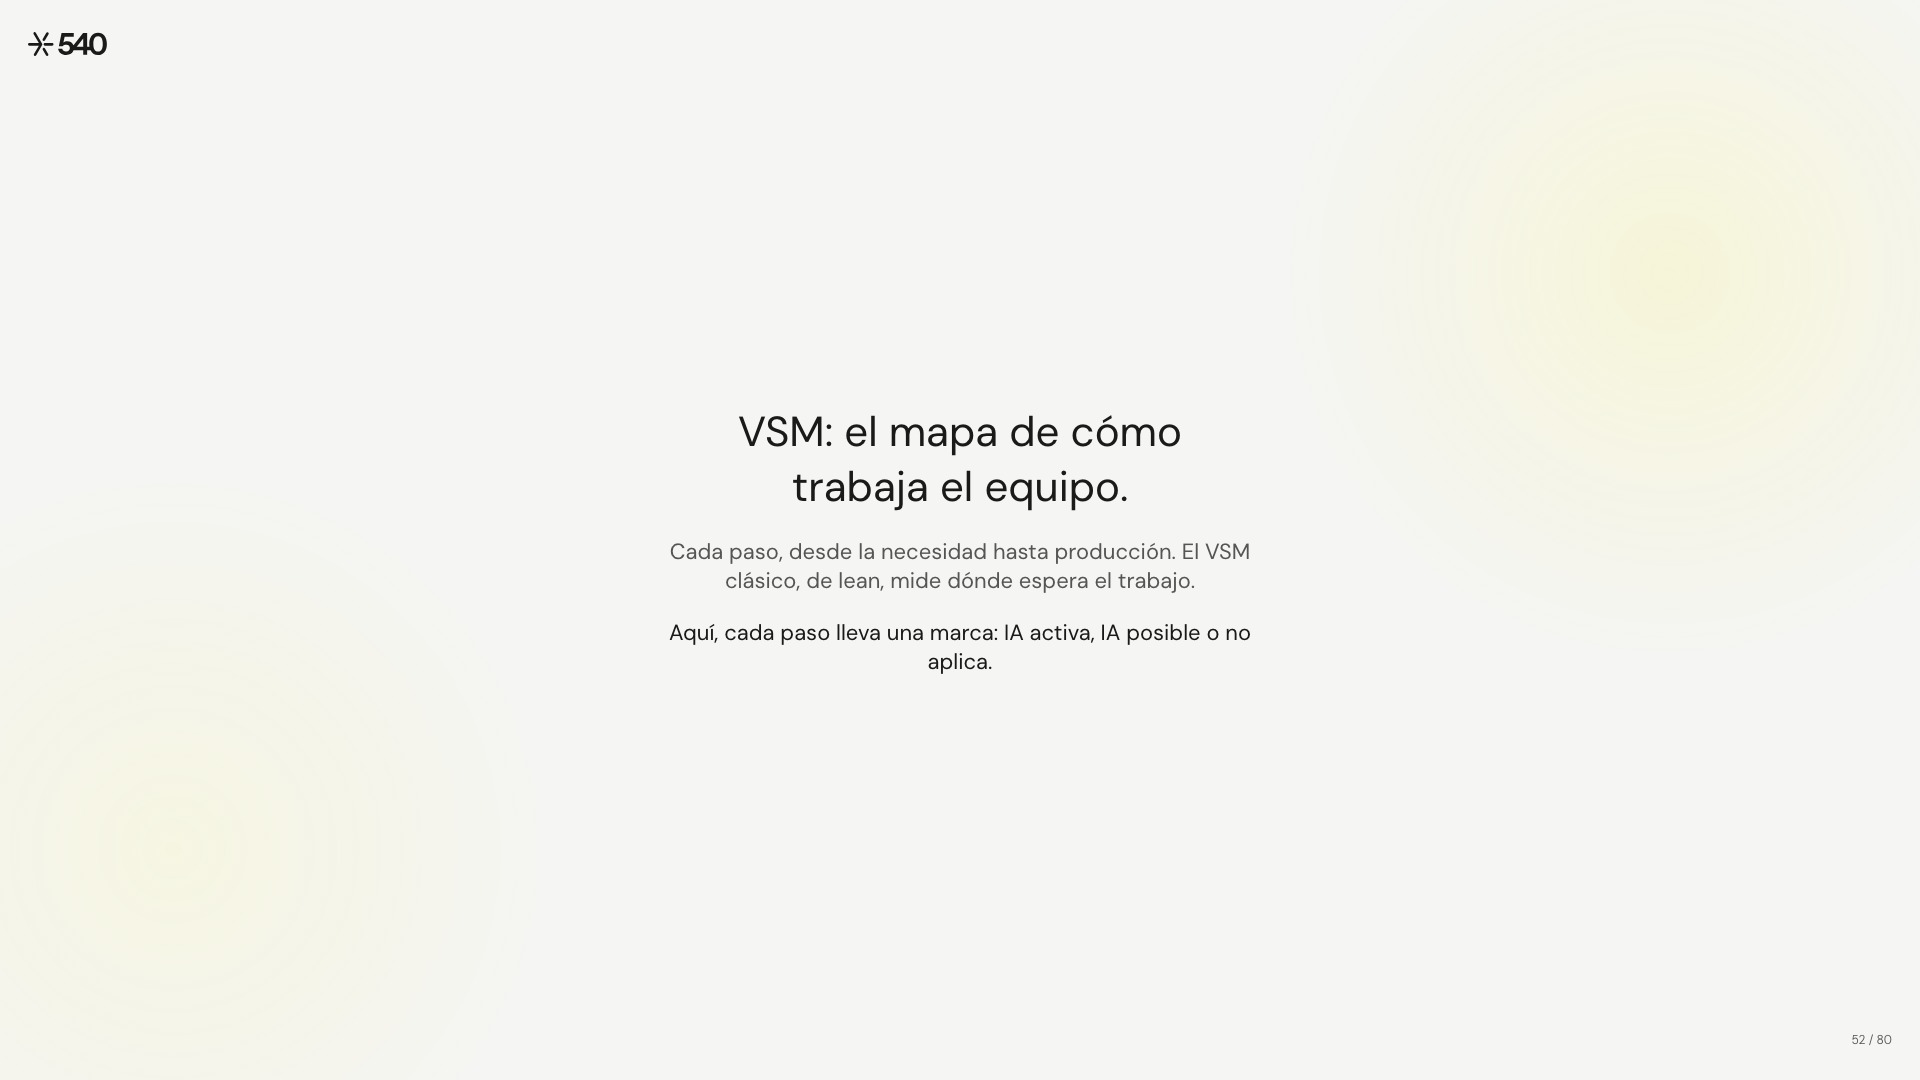 540
VSM: el mapa de cómo
trabaja el equipo.
Cada paso, desde la necesidad hasta producción. El VSM
clásico, de lean, mide dónde espera el trabajo.
Aquí, cada paso lleva una marca: IA activa, IA posible o no
aplica.
52 / 80